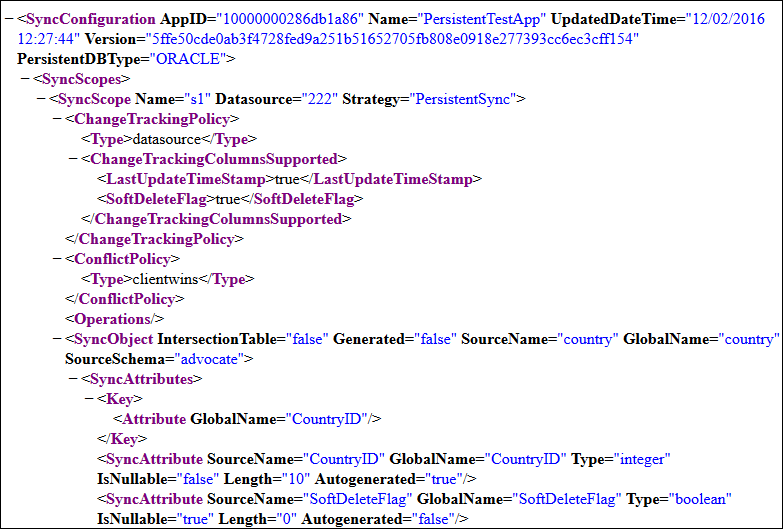 −<SyncConfiguration AppID="10000000286db1a86" Name="PersistentTestApp" UpdatedDateTime="12/02/2016
12:27:44" Version="5ffe50cde0ab3f4728fed9a251b51652705fb808e0918e277393cc6ec3cff154"
PersistentDBType="ORACLE">
−<SyncScopes>
−<SyncScope Name="s1" Datasource="222" Strategy="PersistentSync">
−<ChangeTrackingPolicy>
<Type>datasource</Type>
−<ChangeTrackingColumnsSupported>
<LastUpdateTimeStamp>true</LastUpdateTimeStamp>
<SoftDeleteFlag>true</SoftDeleteFlag>
</ChangeTrackingColumnsSupported>
</ChangeTrackingPolicy>
−<ConflictPolicy>
<Type>clientwins</Type>
</ConflictPolicy>
<Operations/>
−<SyncObject IntersectionTable="false" Generated="false" SourceName="country" GlobalName="country"
SourceSchema="advocate">
−<SyncAttributes>
−<Key>
<Attribute GlobalName="CountryID"/>
</Key>
<SyncAttribute SourceName="CountryID" GlobalName="CountryID" Type="integer"
IsNullable="false" Length="10" Autogenerated="true"/>
<SyncAttribute SourceName="SoftDeleteFlag" GlobalName="SoftDeleteFlag" Type="boolean"
IsNullable="true" Length="0" Autogenerated="false"/>